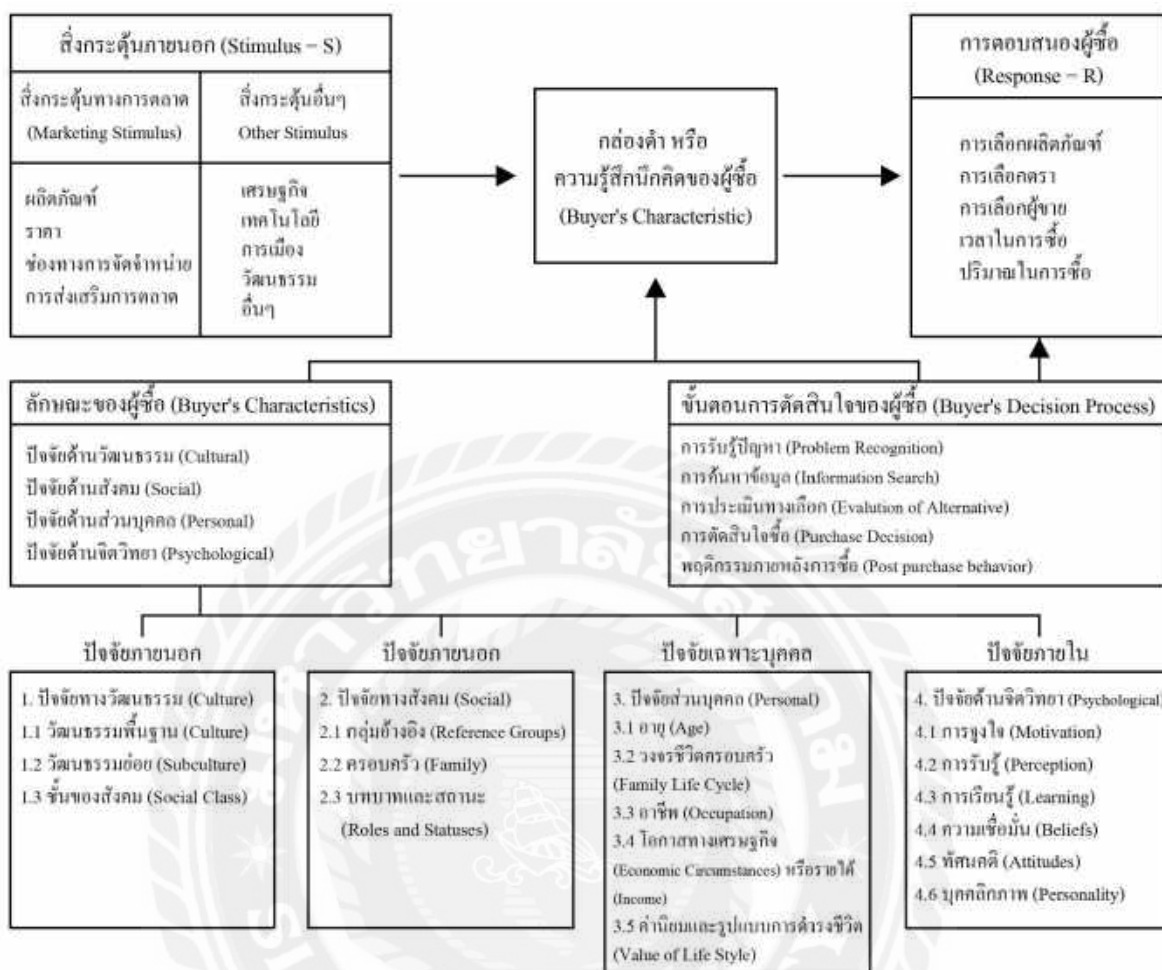 สิ่งกระตุ้นภายนอก (Stimulus – S)
สิ่งกระตุ้นทางการตลาด
(Marketing Stimulus)
สิ่งกระตุ้นอื่นๆ
Other Stimulus
ผลิตภัณฑ์
ราคา
ช่องทางการจัดจำหน่าย
การส่งเสริมการตลาด
เศรษฐกิจ
เทคโนโลยี
การเมือง
วัฒนธรรม
อื่นๆ
กล่องดำ หรือ
ความรู้สึกนึกคิดของผู้ซื้อ
(Buyer's Characteristic)
การตอบสนองผู้ซื้อ
(Response – R)
การเลือกผลิตภัณฑ์
การเลือกตรา
การเลือกผู้ขาย
เวลาในการซื้อ
ปริมาณในการซื้อ
ลักษณะของผู้ซื้อ (Buyer's Characteristics)
ปัจจัยด้านวัฒนธรรม (Cultural)
ปัจจัยด้านสังคม (Social)
ปัจจัยด้านส่วนบุคคล (Personal)
ปัจจัยด้านจิตวิทยา (Psychological)
ขั้นตอนการตัดสินใจของผู้ซื้อ (Buyer's Decision Process)
การรับรู้ปัญหา (Problem Recognition)
การค้นหาข้อมูล (Information Search)
การประเมินทางเลือก (Evalution of Alternative)
การตัดสินใจซื้อ (Purchase Decision)
พฤติกรรมภายหลังการซื้อ (Post purchase behavior)
ปัจจัยภายนอก
1. ปัจจัยทางวัฒนธรรม (Culture)
1.1 วัฒนธรรมพื้นฐาน (Culture)
1.2 วัฒนธรรมย่อย (Subculture)
1.3 ชั้นของสังคม (Social Class)
ปัจจัยภายนอก
2. ปัจจัยทางสังคม (Social)
2.1 กลุ่มอ้างอิง (Reference Groups)
2.2 ครอบครัว (Family)
2.3 บทบาทและสถานะ
(Roles and Statuses)
ปัจจัยเฉพาะบุคคล
3. ปัจจัยส่วนบุคคล (Personal)
3.1 อายุ (Age)
3.2 วงจรชีวิตครอบครัว
(Family Life Cycle)
3.3 อาชีพ (Occupation)
3.4 โอกาสทางเศรษฐกิจ
(Economic Circumstances) หรือรายได้
(Income)
3.5 ค่านิยมและรูปแบบการดำรงชีวิต
(Value of Life Style)
ปัจจัยภายใน
4. ปัจจัยด้านจิตวิทยา (Psychological)
4.1 การจูงใจ (Motivation)
4.2 การรับรู้ (Perception)
4.3 การเรียนรู้ (Learning)
4.4 ความเชื่อมั่น (Beliefs)
4.5 ทัศนคติ (Attitudes)
4.6 บุคคลิกภาพ (Personality)